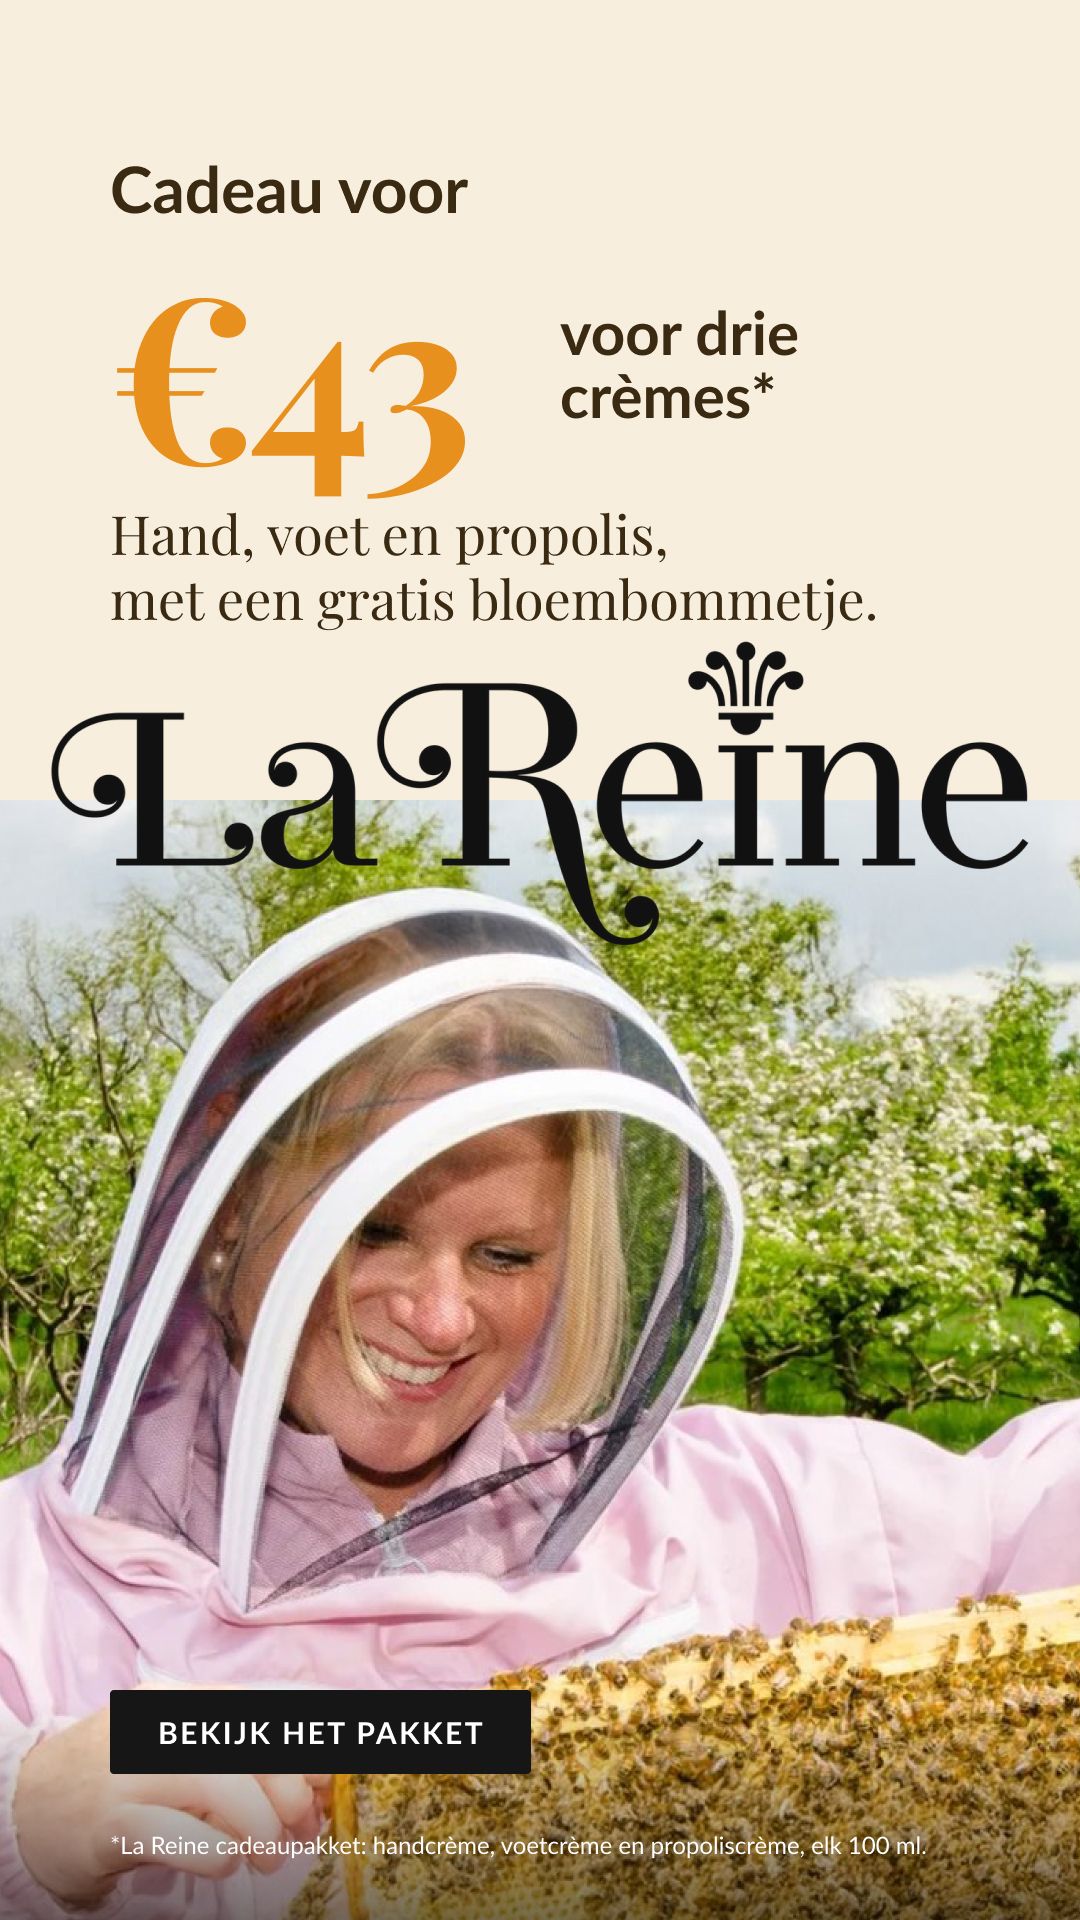 Cadeau voor
€43
voor drie
crèmes*
Hand, voet en propolis,
met een gratis bloembommetje.
LaReine
BEKIJK HET PAKKET
*La Reine cadeaupakket: handcrème, voetcrème en propoliscrème, elk 100 ml.